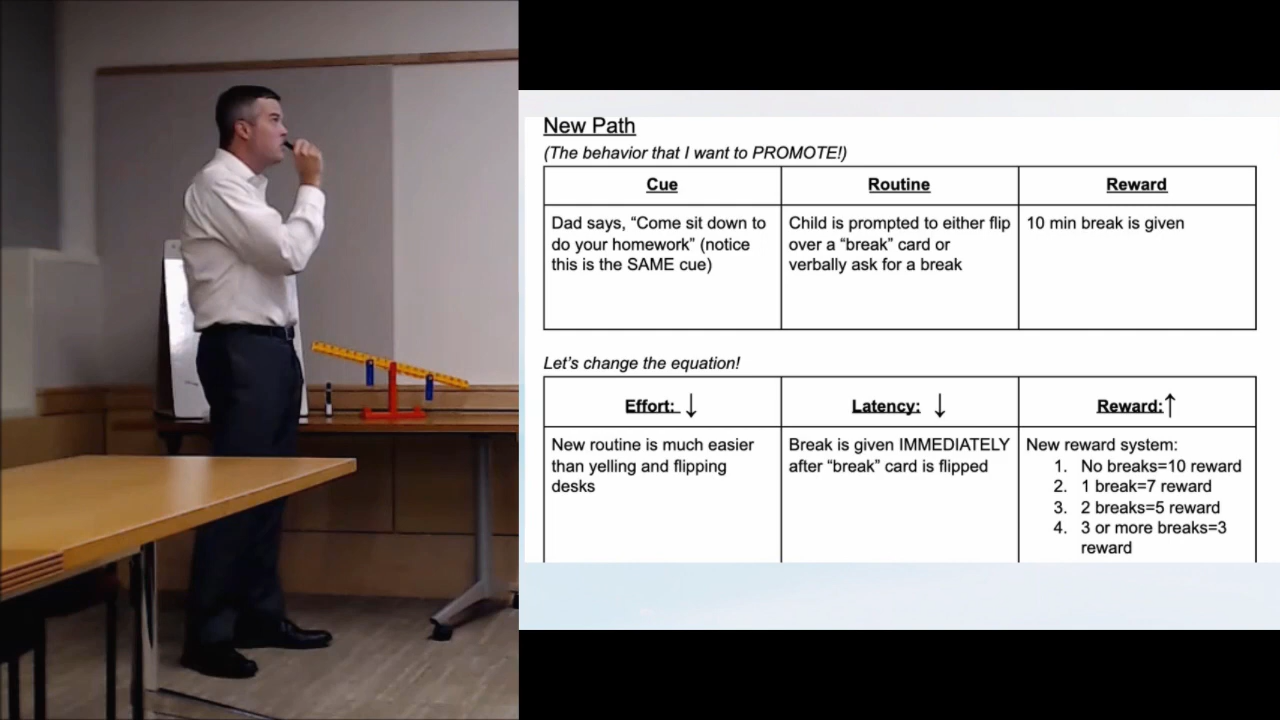 New Path
(The behavior that I want to PROMOTE!)
Cue
Routine
Reward
Dad says, “Come sit down to
do your homework” (notice
this is the SAME cue)
Child is prompted to either flip
over a “break” card or
verbally ask for a break
10 min break is given
Let’s change the equation!
Effort: ↓
Latency: ↓
Reward:↑
New routine is much easier
than yelling and flipping
desks
Break is given IMMEDIATELY
after “break” card is flipped
New reward system:
1. No breaks=10 reward
2. 1 break=7 reward
3. 2 breaks=5 reward
4. 3 or more breaks=3
reward